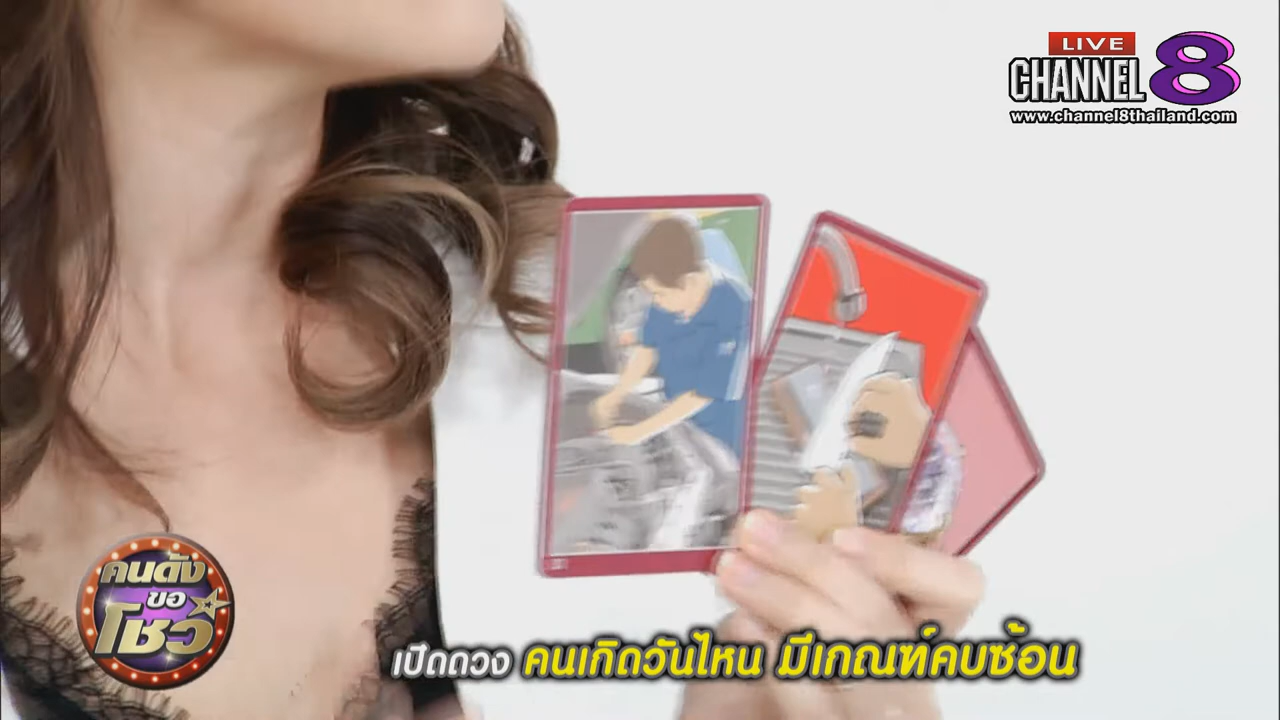 LIVE
CHANNEL 8
www.channel8thailand.com
คนดัง
ขอ
โชว์
เปิดดวง คนเกิดวันไหน มีเกณฑ์คบซ้อน